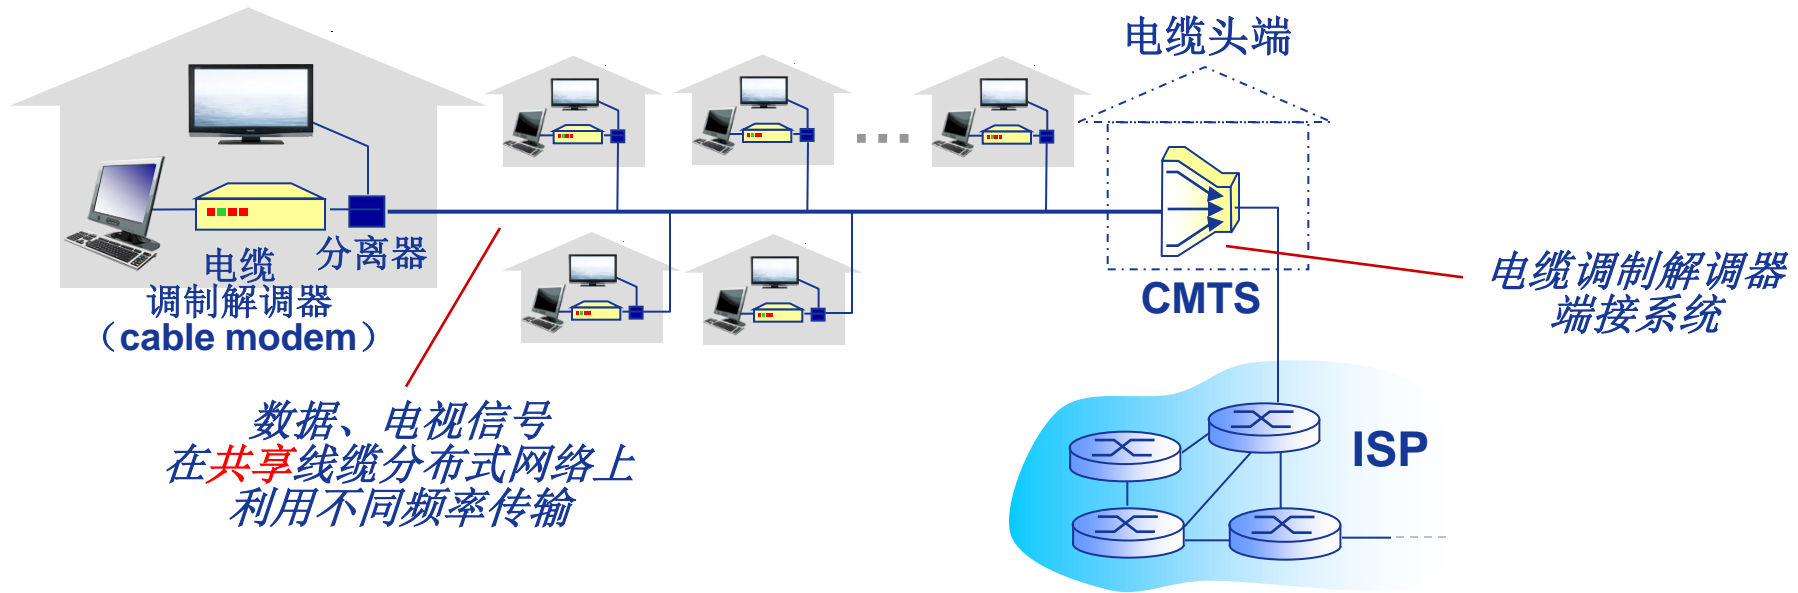 电缆头端
分离器
电缆
调制解调器
（cable modem）
CMTS
电缆调制解调器
端接系统
数据、电视信号
在共享线缆分布式网络上
利用不同频率传输
ISP